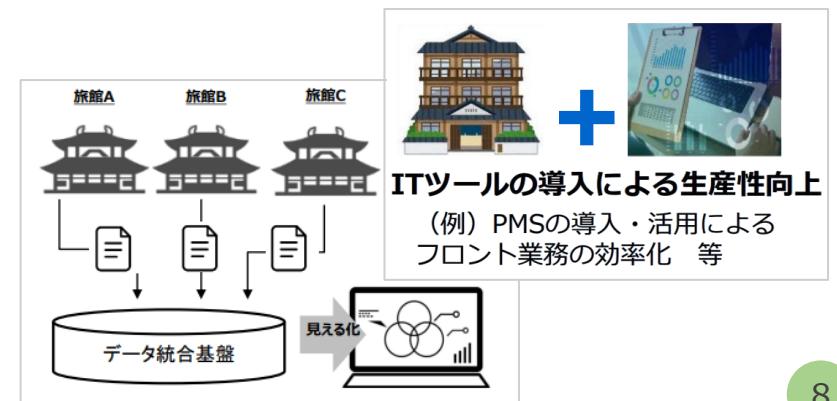 旅館A
旅館B
旅館C
データ統合基盤
見える化
ITツールの導入による生産性向上
（例）PMSの導入・活用による
フロント業務の効率化　等
8